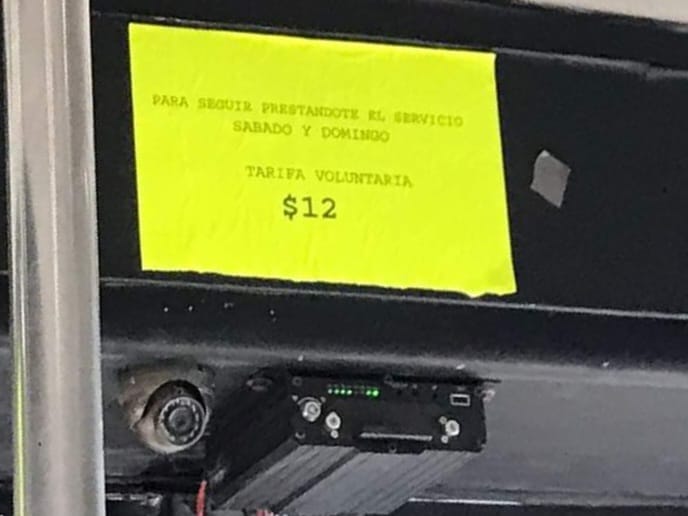 PARA SEGUIR PRESTANDOTE EL SERVICIO
SABADO Y DOMINGO
TARIFA VOLUNTARIA
$12